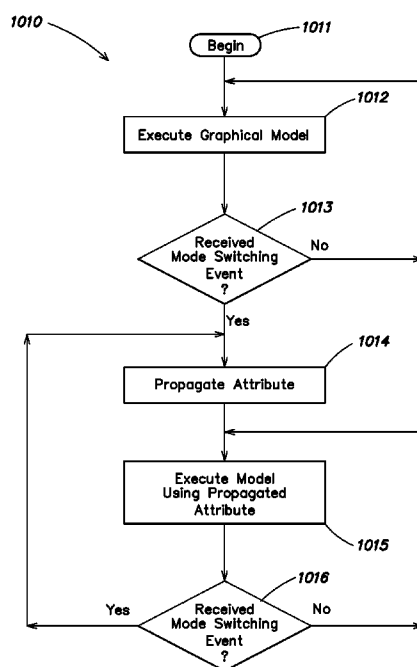 1010
Begin
1011
1012
Execute Graphical Model
1013
Received
Mode Switching
Event
?
No
Yes
1014
Propagate Attribute
Execute Model
Using Propagated
Attribute
1015
1016
Yes
Received
Mode Switching
Event
?
No